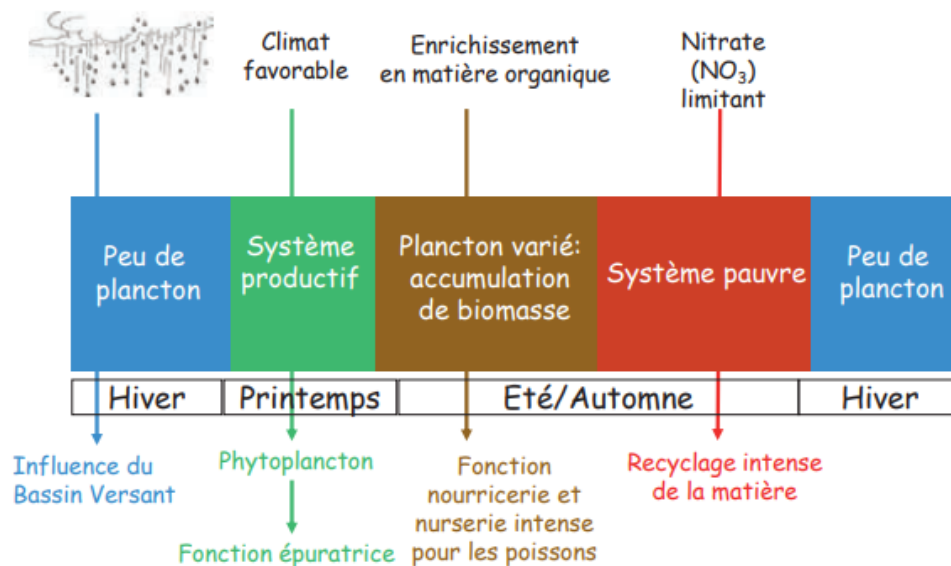 Climat
favorable
Enrichissement
en matière organique
Nitrate
(NO₃)
limitant
Peu de
plancton
Système
productif
Plancton varié:
accumulation
de biomasse
Système pauvre
Peu de
plancton
Hiver
Printemps
Eté/Automne
Hiver
Influence du
Bassin Versant
Phytoplancton
Fonction épuratrice
Fonction
nourricerie et
nurserie intense
pour les poissons
Recyclage intense
de la matière